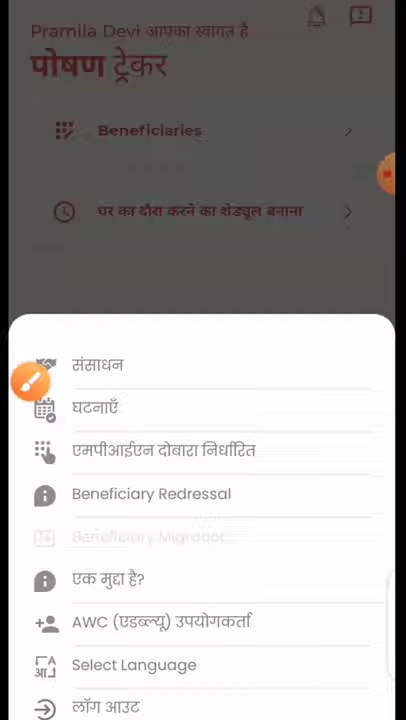 Pramila Devi आपका स्वागत है
पोषण ट्रेकर
Beneficiaries
घर का दौरा करने का शेड्यूल बनाना
संसाधन
घटनाएँ
एमपीआईएन दोबारा निर्धारित
Beneficiary Redressal
Beneficiary Migration
एक मुद्दा है?
AWC (एडब्ल्यू) उपयोगकर्ता
Select Language
लॉग आउट